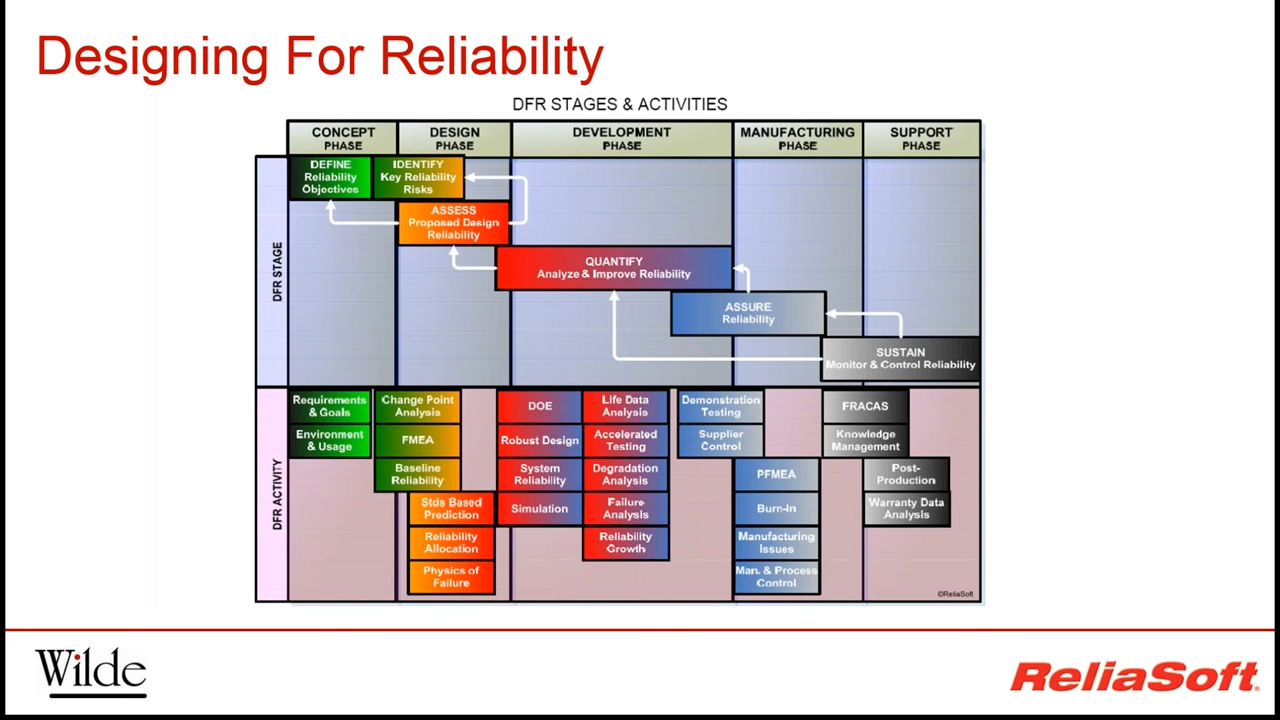 Designing For Reliability
DFR STAGES & ACTIVITIES
CONCEPT
PHASE
DESIGN
PHASE
DEVELOPMENT
PHASE
MANUFACTURING
PHASE
SUPPORT
PHASE
DFR STAGE
DEFINE
Reliability
Objectives
IDENTIFY
Key Reliability
Risks
ASSESS
Proposed Design
Reliability
QUANTIFY
Analyze & Improve Reliability
ASSURE
Reliability
SUSTAIN
Monitor & Control Reliability
DFR ACTIVITY
Requirements
& Goals
Environment
& Usage
Change Point
Analysis
FMEA
Baseline
Reliability
Stds Based
Prediction
Reliability
Allocation
Physics of
Failure
DOE
Robust Design
System
Reliability
Simulation
Life Data
Analysis
Accelerated
Testing
Degradation
Analysis
Failure
Analysis
Reliability
Growth
Demonstration
Testing
Supplier
Control
PFMEA
Burn-In
Manufacturing
Issues
Man. & Process
Control
FRACAS
Knowledge
Management
Post-
Production
Warranty Data
Analysis
©ReliaSoft
Wilde
ReliaSoft